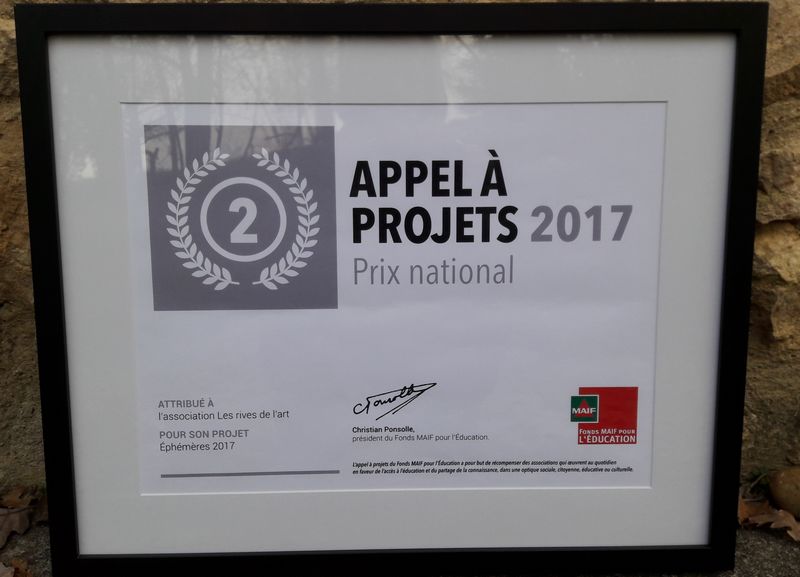 2
APPEL À
PROJETS 2017
Prix national
ATTRIBUÉ À
l'association Les rives de l'art
POUR SON PROJET
Éphémères 2017
Christian Ponsolle,
président du Fonds MAIF pour l'Éducation.
MAIF
FONDS MAIF POUR
L'ÉDUCATION
L'appel à projets du Fonds MAIF pour l'Éducation a pour but de récompenser des associations qui œuvrent au quotidien
en faveur de l'accès à l'éducation et du partage de la connaissance, dans une optique sociale, citoyenne, éducative ou culturelle.